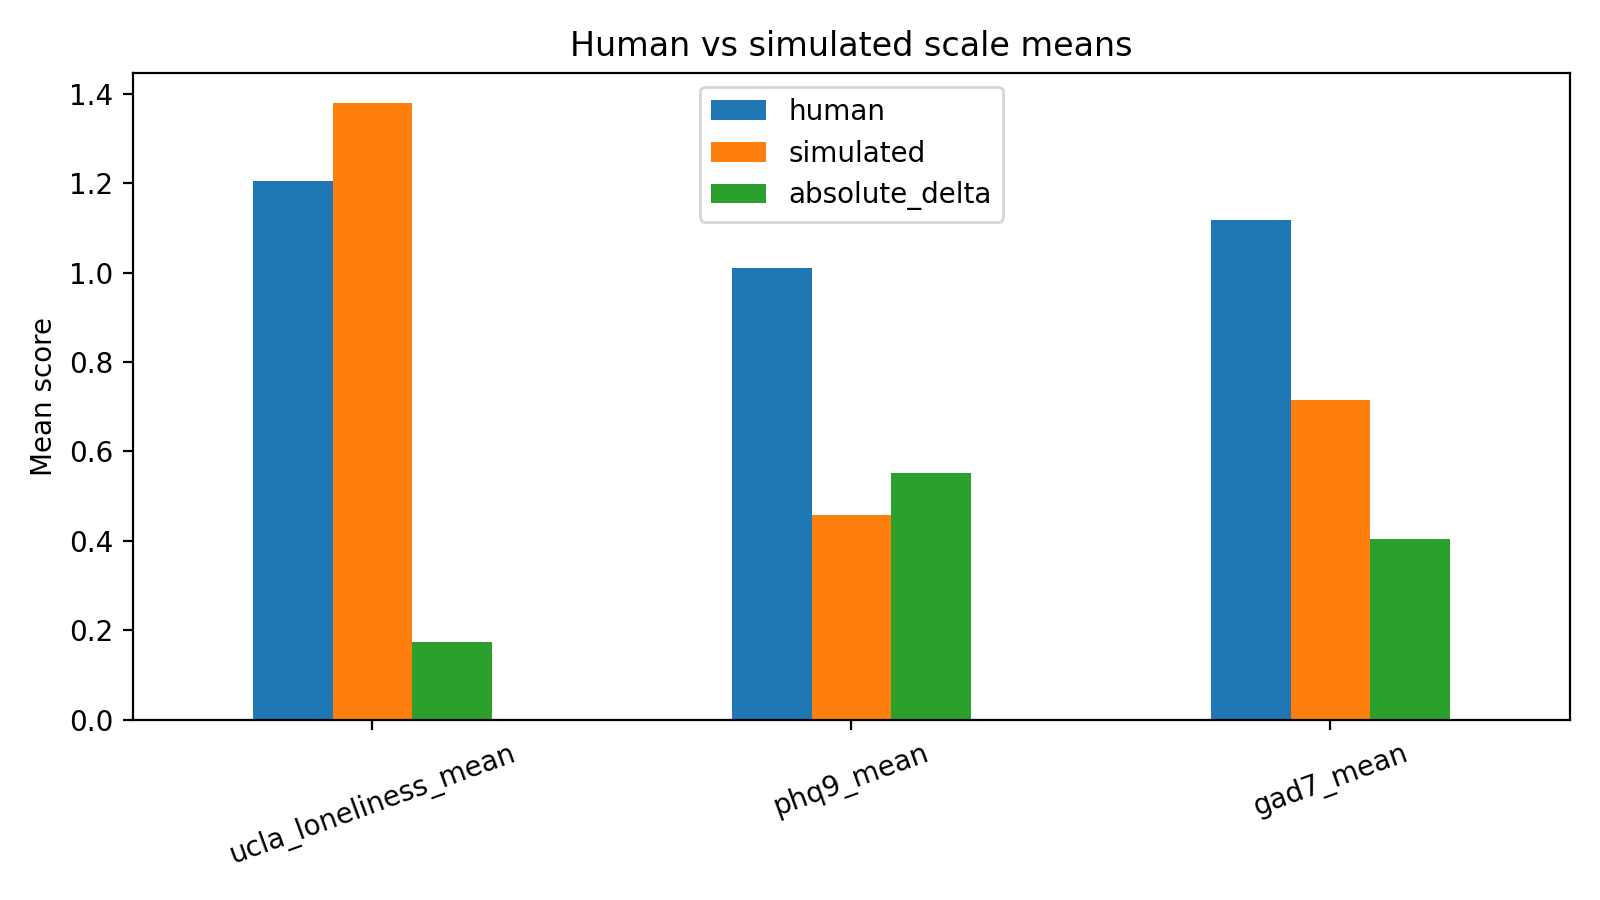 Human vs simulated scale means
human
simulated
absolute_delta
Mean score
1.4
1.2
1.0
0.8
0.6
0.4
0.2
0.0
ucla_loneliness_mean
phq9_mean
gad7_mean